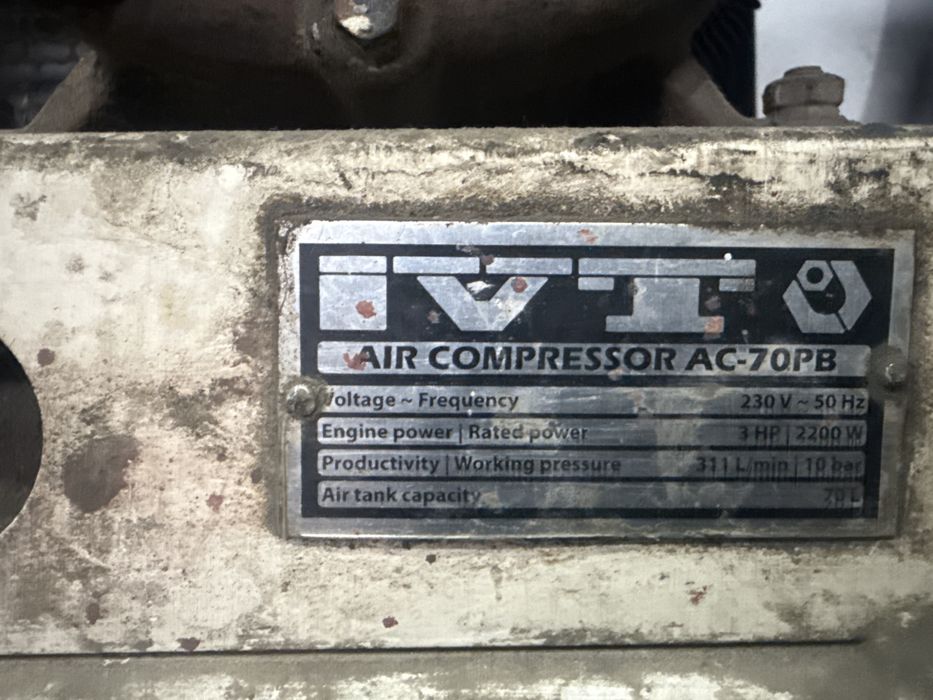 IVT
AIR COMPRESSOR AC-70PB
Voltage ~ Frequency 230 V ~ 50 Hz
Engine power | Rated power 3 HP | 2200 W
Productivity | Working pressure 311 L/min | 10 bar
Air tank capacity 70 L